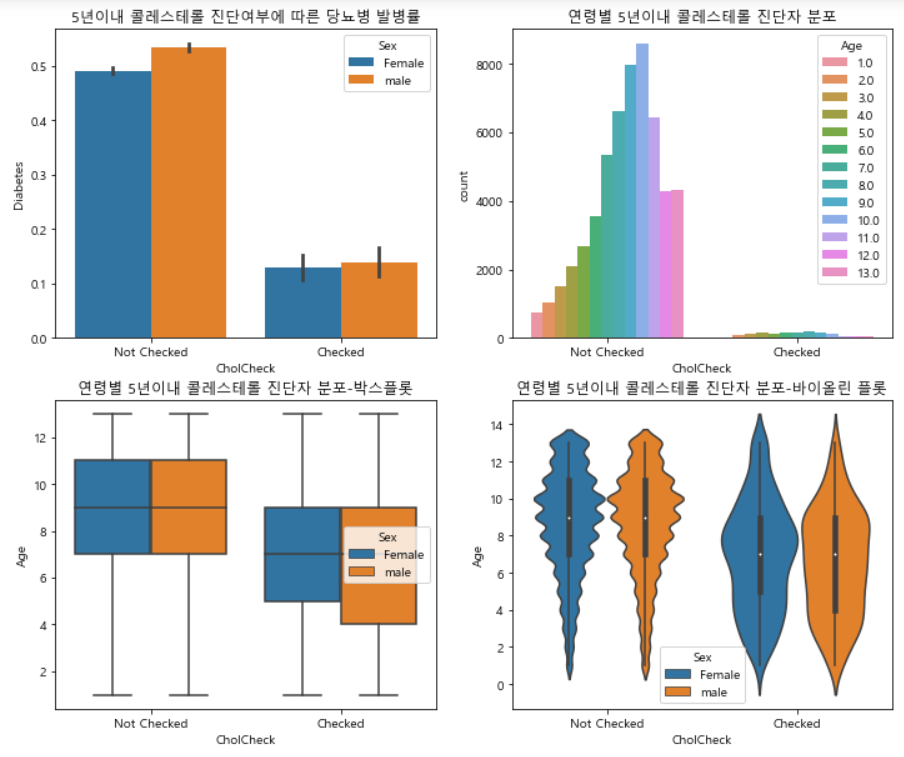 5년이내 콜레스테롤 진단여부에 따른 당뇨병 발병률
Sex
Female
male
0.5
0.4
0.3
0.2
0.1
0.0
Diabetes
Not Checked
Checked
CholCheck
연령별 5년이내 콜레스테롤 진단자 분포
Age
1.0
2.0
3.0
4.0
5.0
6.0
7.0
8.0
9.0
10.0
11.0
12.0
13.0
8000
6000
4000
2000
0
count
Not Checked
Checked
CholCheck
연령별 5년이내 콜레스테롤 진단자 분포-박스플롯
12
10
8
6
4
2
Age
Sex
Female
male
Not Checked
Checked
CholCheck
연령별 5년이내 콜레스테롤 진단자 분포-바이올린 플롯
14
12
10
8
6
4
2
0
Age
Sex
Female
male
Not Checked
Checked
CholCheck